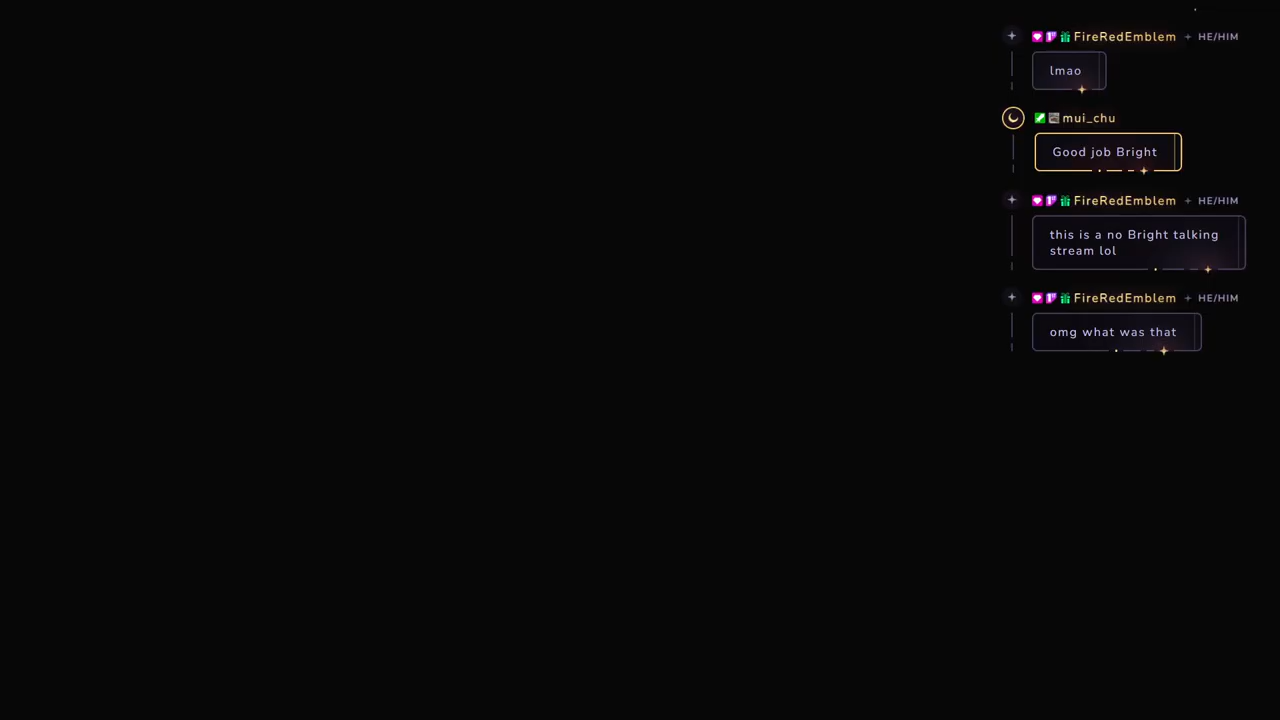 FireRedEmblem HE/HIM
lmao
mui_chu
Good job Bright
FireRedEmblem HE/HIM
this is a no Bright talking
stream lol
FireRedEmblem HE/HIM
omg what was that